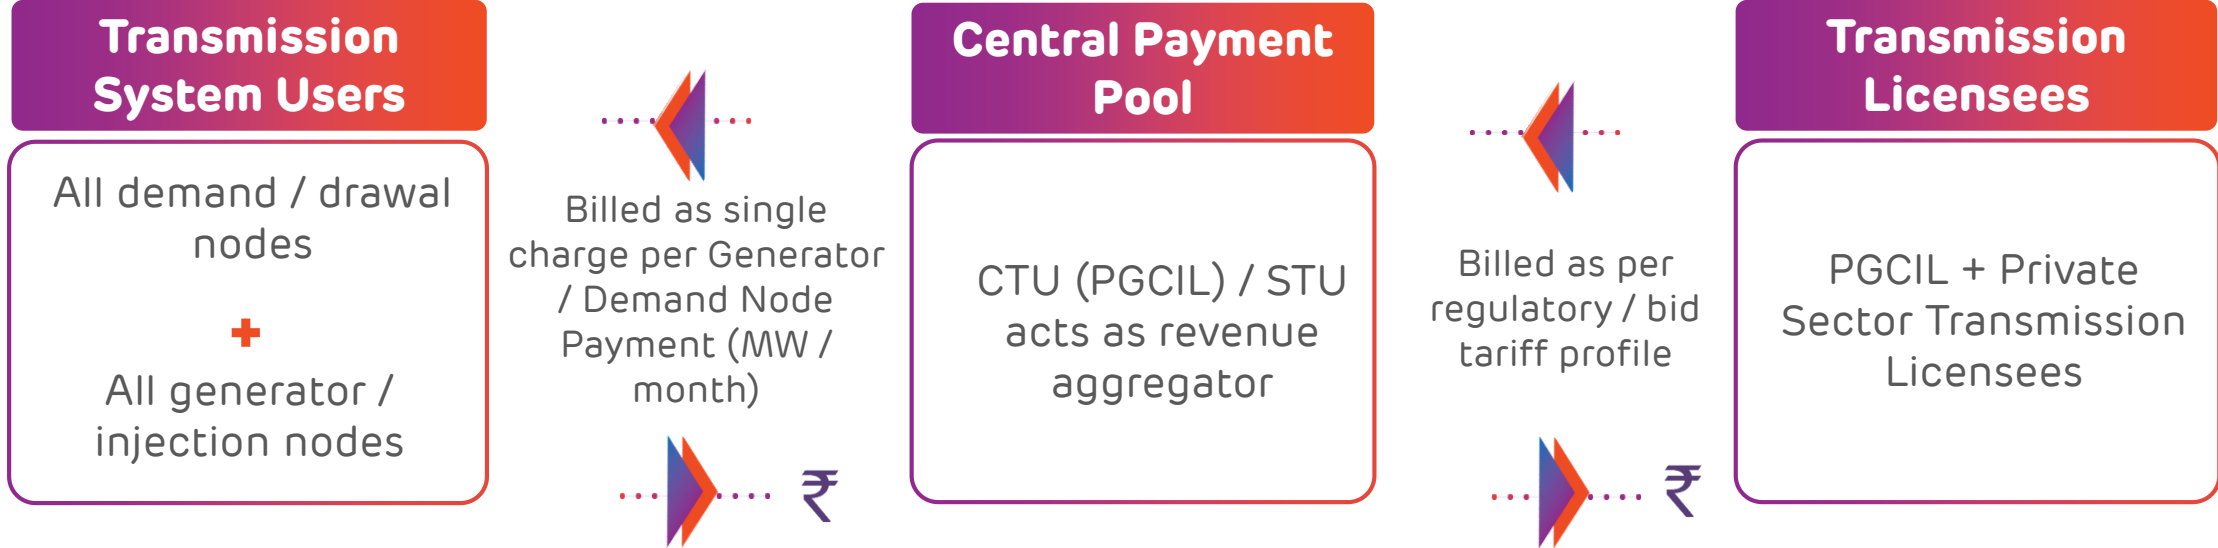 Transmission
System Users
All demand / drawal
nodes
+
All generator /
injection nodes
Billed as single
charge per Generator
/ Demand Node
Payment (MW /
month)
₹
Central Payment
Pool
CTU (PGCIL) / STU
acts as revenue
aggregator
Billed as per
regulatory / bid
tariff profile
₹
Transmission
Licensees
PGCIL + Private
Sector Transmission
Licensees